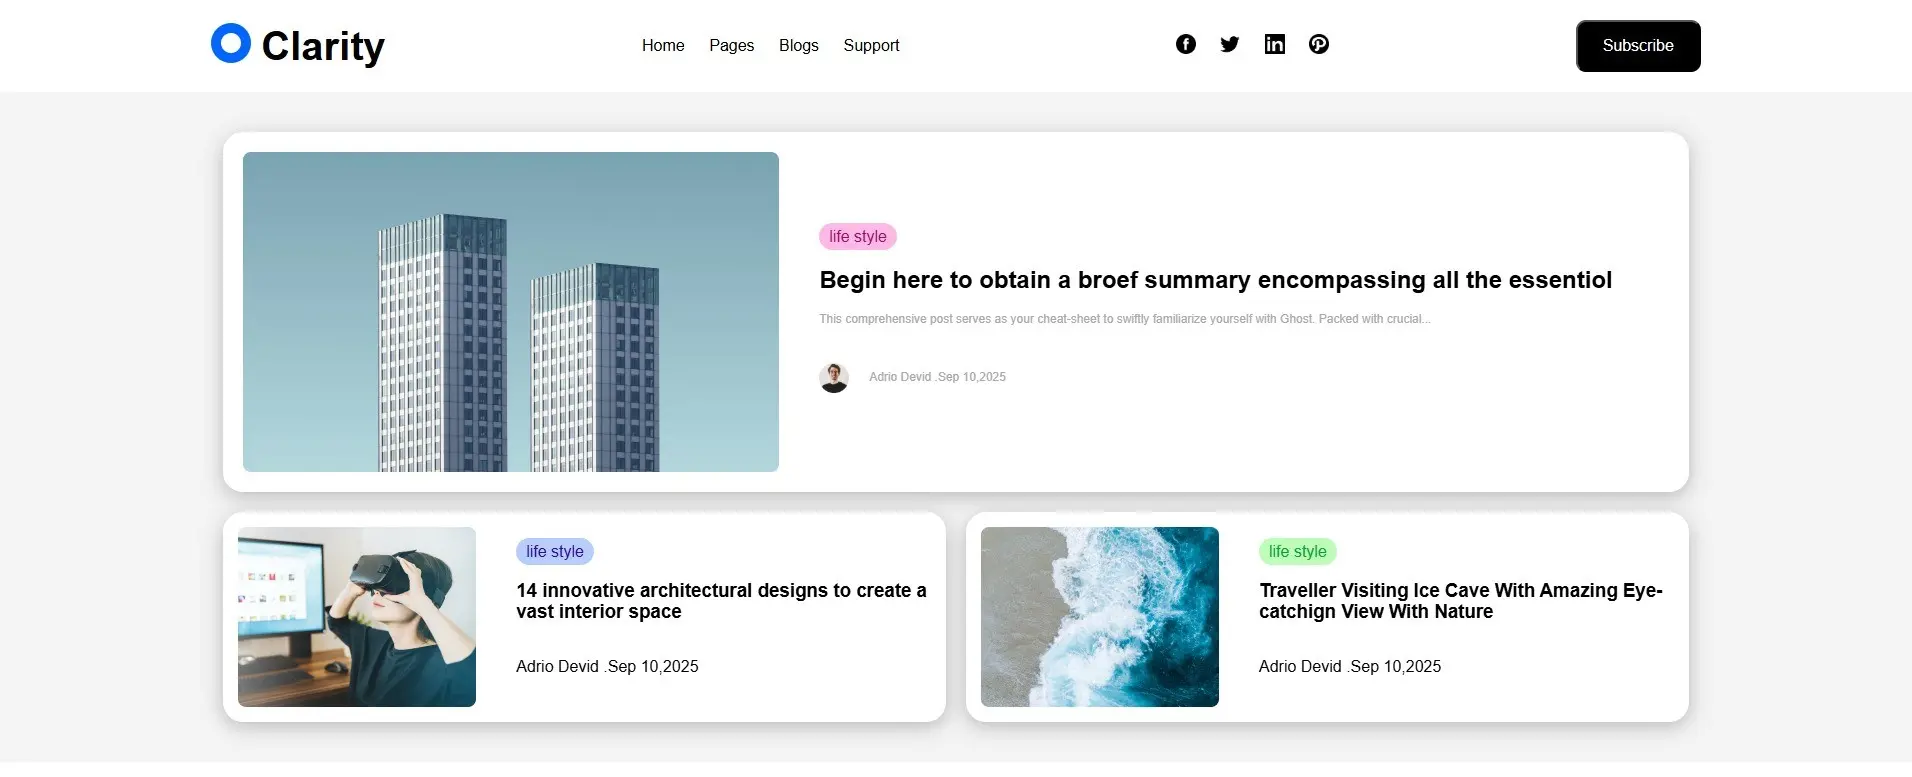 Clarity
Home Pages Blogs Support
Subscribe
life style
Begin here to obtain a broef summary encompassing all the essentiol
This comprehensive post serves as your cheat-sheet to swiftly familiarize yourself with Ghost. Packed with crucial...
Adrio Devid .Sep 10,2025
life style
14 innovative architectural designs to create a
vast interior space
Adrio Devid .Sep 10,2025
life style
Traveller Visiting Ice Cave With Amazing Eye-
catchign View With Nature
Adrio Devid .Sep 10,2025